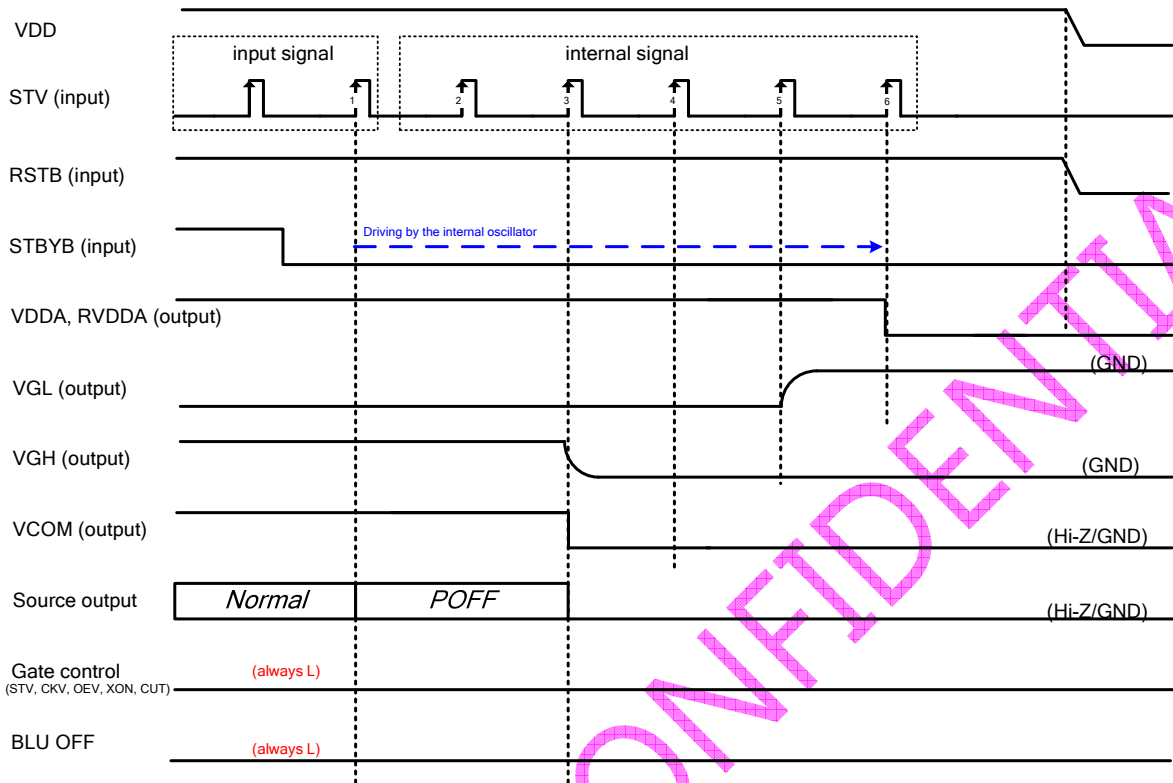 VDD
input signal
internal signal
STV (input)
1
2
3
4
5
6
RSTB (input)
STBYB (input)
Driving by the internal oscillator
VDDA, RVDDA (output)
VGL (output)
(GND)
VGH (output)
(GND)
VCOM (output)
(Hi-Z/GND)
Source output
Normal
POFF
(Hi-Z/GND)
Gate control
(STV, CKV, OEV, XON, CUT)
(always L)
BLU OFF
(always L)
ONFIDENTIA